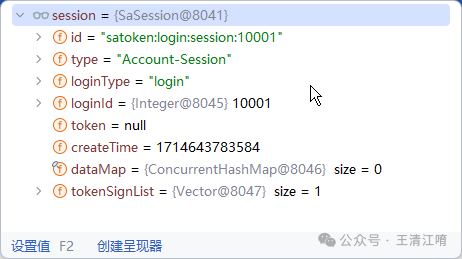 session = {SaSession@8041}
id = "satoken:login:session:10001"
type = "Account-Session"
loginType = "login"
loginId = {Integer@8045} 10001
token = null
createTime = 1714643783584
dataMap = {ConcurrentHashMap@8046} size = 0
tokenSignList = {Vector@8047} size = 1
设置值 F2 创建呈现器
公众号 · 王清江唷